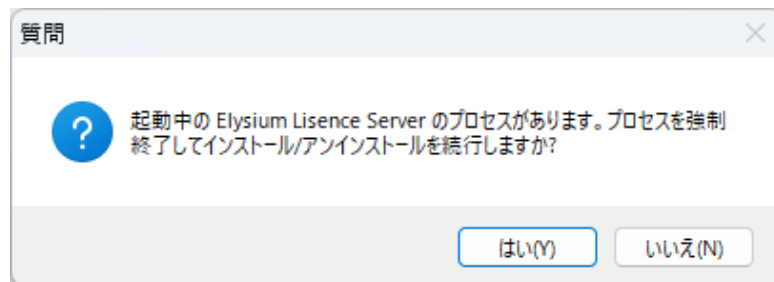 質問
起動中の Elysium Lisence Server のプロセスがあります。プロセスを強制
終了してインストール/アンインストールを続行しますか?
はい(Y)
いいえ(N)